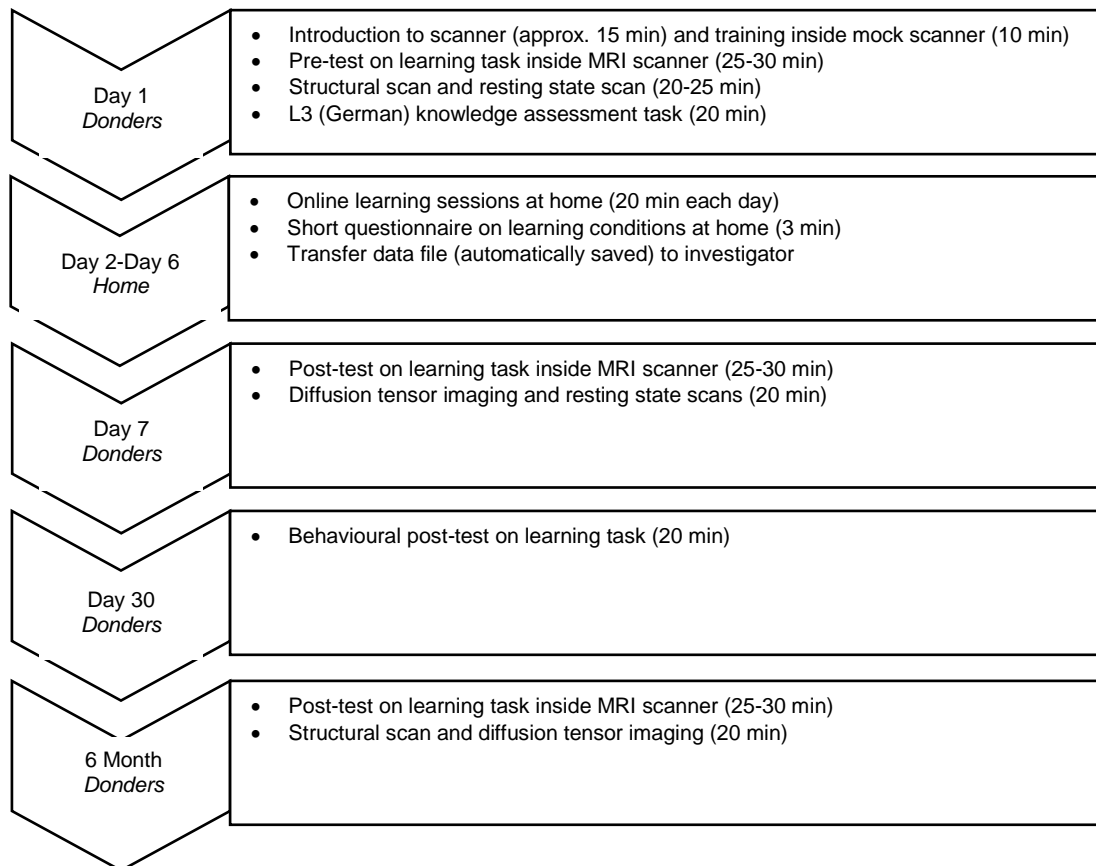 Day 1
Donders
• Introduction to scanner (approx. 15 min) and training inside mock scanner (10 min)
• Pre-test on learning task inside MRI scanner (25-30 min)
• Structural scan and resting state scan (20-25 min)
• L3 (German) knowledge assessment task (20 min)
Day 2-Day 6
Home
• Online learning sessions at home (20 min each day)
• Short questionnaire on learning conditions at home (3 min)
• Transfer data file (automatically saved) to investigator
Day 7
Donders
• Post-test on learning task inside MRI scanner (25-30 min)
• Diffusion tensor imaging and resting state scans (20 min)
Day 30
Donders
• Behavioural post-test on learning task (20 min)
6 Month
Donders
• Post-test on learning task inside MRI scanner (25-30 min)
• Structural scan and diffusion tensor imaging (20 min)